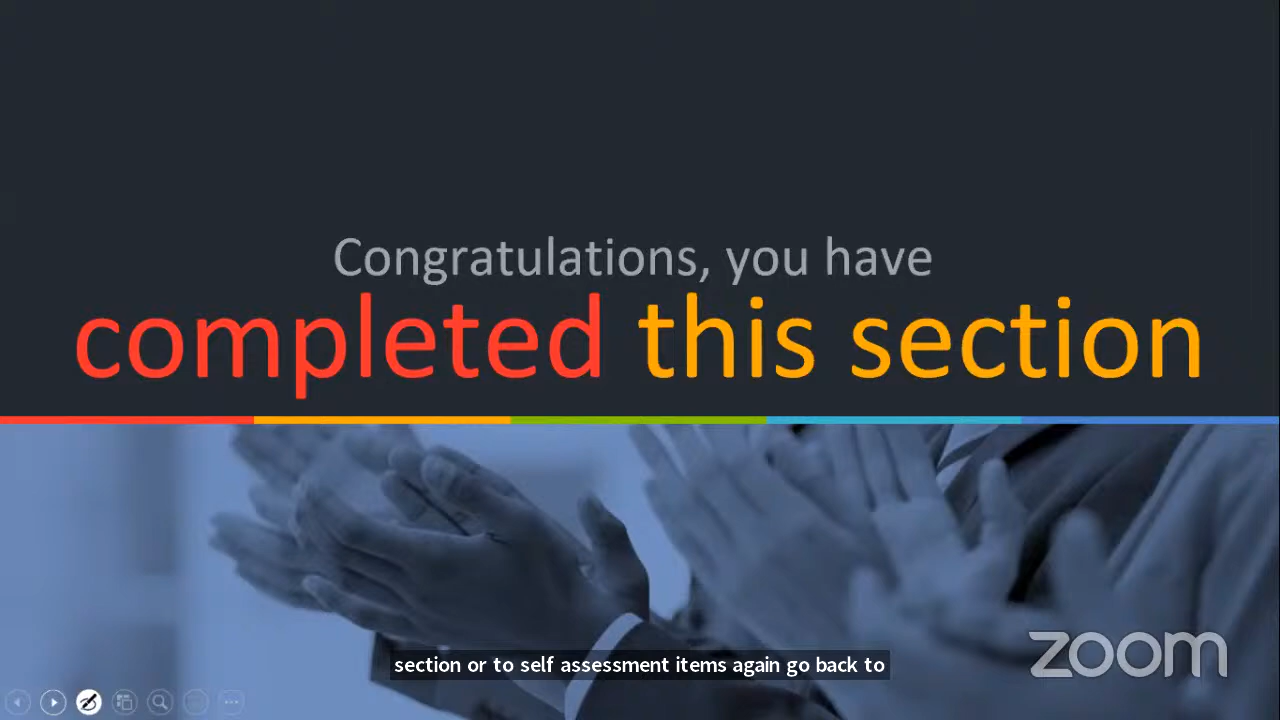 Congratulations, you have
completed this section
section or to self assessment items again go back to
zoom